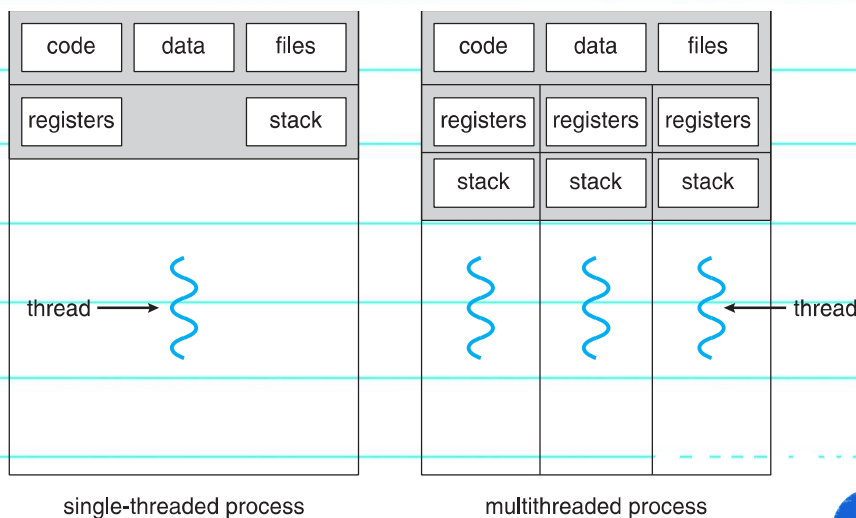 code data files
registers stack
thread
single-threaded process
code data files
registers registers registers
stack stack stack
thread
multithreaded process